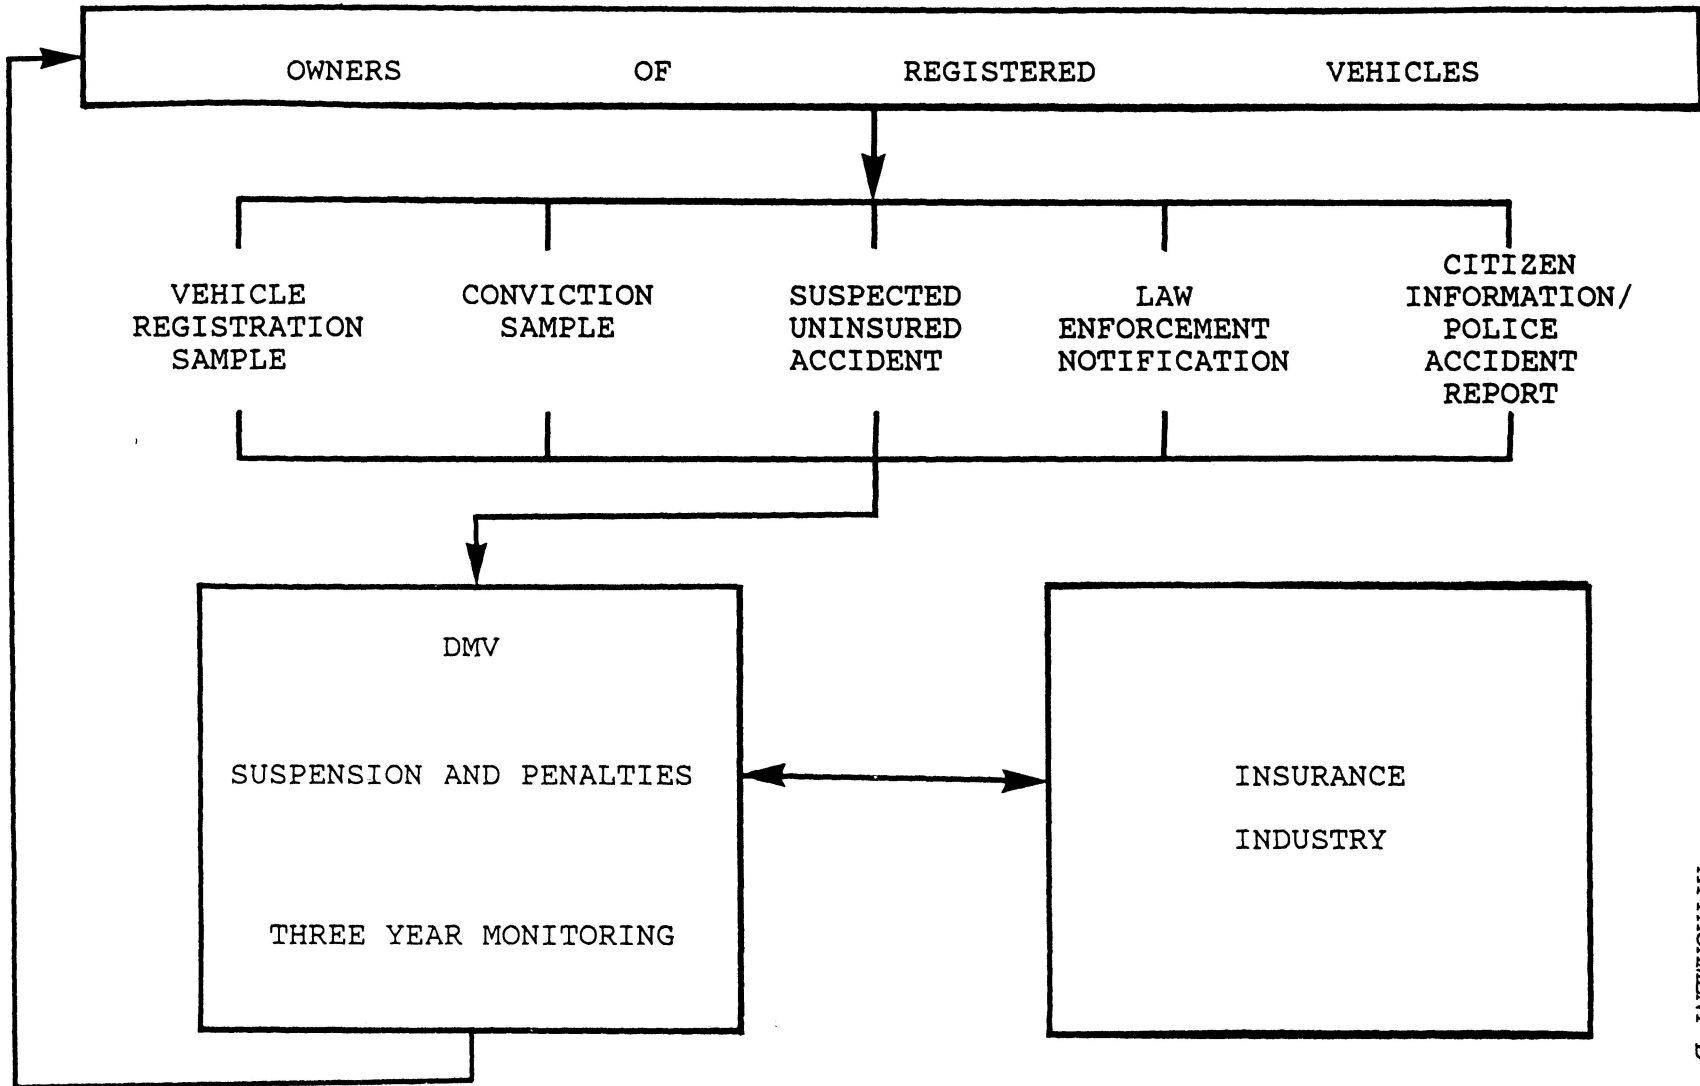 OWNERS OF REGISTERED VEHICLES
VEHICLE
REGISTRATION
SAMPLE
CONVICTION
SAMPLE
SUSPECTED
UNINSURED
ACCIDENT
LAW
ENFORCEMENT
NOTIFICATION
CITIZEN
INFORMATION/
POLICE
ACCIDENT
REPORT
DMV
SUSPENSION AND PENALTIES
THREE YEAR MONITORING
INSURANCE
INDUSTRY